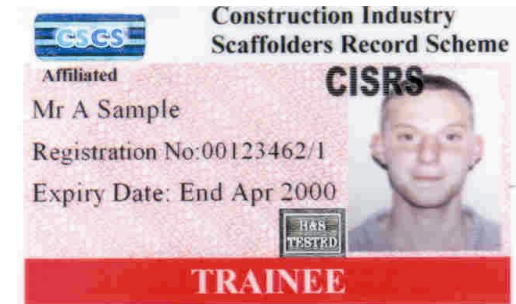 Construction Industry
CSCS
Scaffolders Record Scheme
Affiliated
CISRS
Mr A Sample
Registration No:00123462/1
Expiry Date: End Apr 2000
H&S
TESTED
TRAINEE